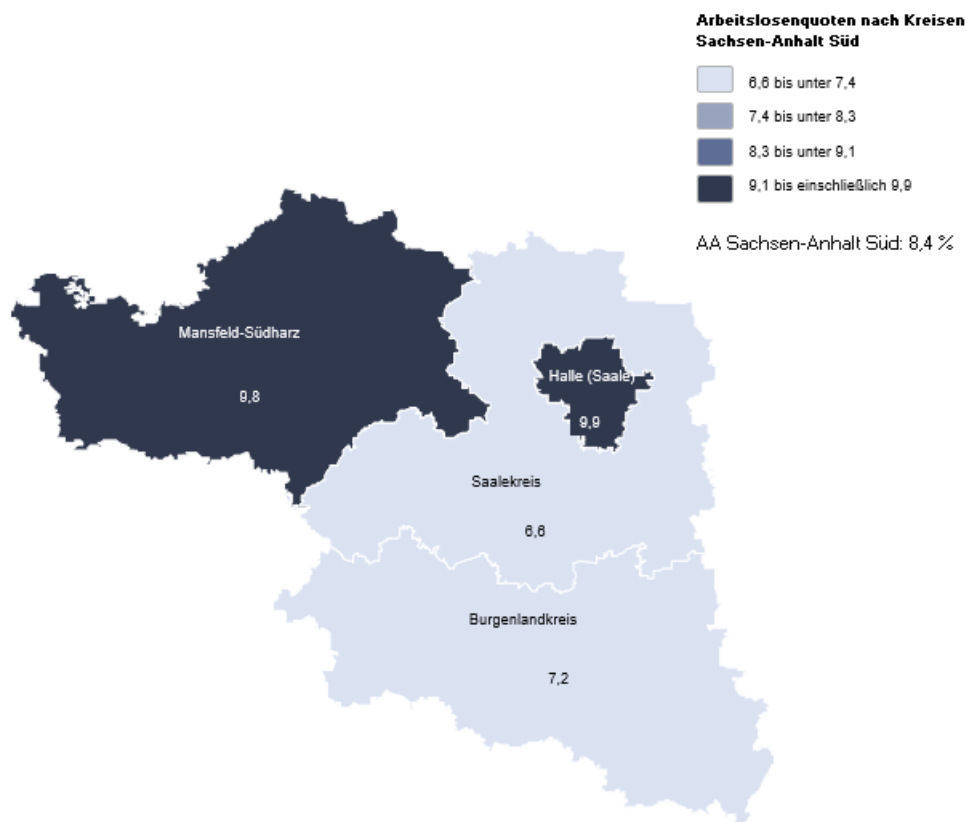 Arbeitslosenquoten nach Kreisen
Sachsen-Anhalt Süd
6,6 bis unter 7,4
7,4 bis unter 8,3
8,3 bis unter 9,1
9,1 bis einschließlich 9,9
AA Sachsen-Anhalt Süd: 8,4 %
Mansfeld-Südharz
9,8
Halle (Saale)
9,9
Saalekreis
6,6
Burgenlandkreis
7,2